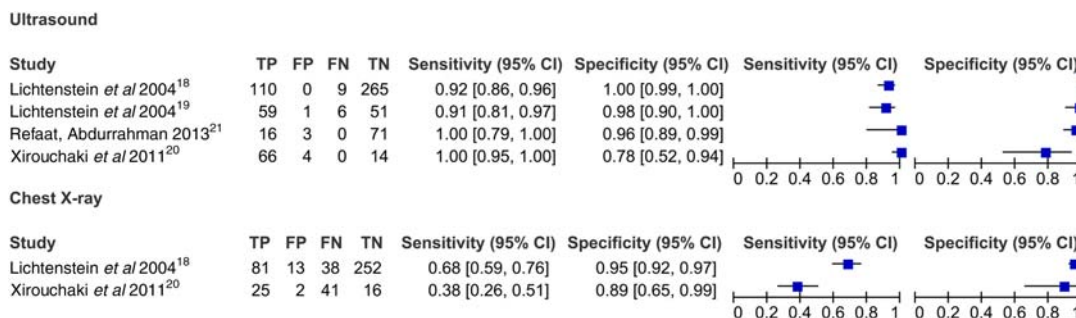 Ultrasound
Study TP FP FN TN Sensitivity (95% CI) Specificity (95% CI) Sensitivity (95% CI) Specificity (95% CI)
Lichtenstein et al 2004¹⁸ 110 0 9 265 0.92 [0.86, 0.96] 1.00 [0.99, 1.00]
Lichtenstein et al 2004¹⁹ 59 1 6 51 0.91 [0.81, 0.97] 0.98 [0.90, 1.00]
Refaat, Abdurrahman 2013²¹ 16 3 0 71 1.00 [0.79, 1.00] 0.96 [0.89, 0.99]
Xirouchaki et al 2011²⁰ 66 4 0 14 1.00 [0.95, 1.00] 0.78 [0.52, 0.94]
0 0.2 0.4 0.6 0.8 1 0 0.2 0.4 0.6 0.8 1
Chest X-ray
Study TP FP FN TN Sensitivity (95% CI) Specificity (95% CI) Sensitivity (95% CI) Specificity (95% CI)
Lichtenstein et al 2004¹⁸ 81 13 38 252 0.68 [0.59, 0.76] 0.95 [0.92, 0.97]
Xirouchaki et al 2011²⁰ 25 2 41 16 0.38 [0.26, 0.51] 0.89 [0.65, 0.99]
0 0.2 0.4 0.6 0.8 1 0 0.2 0.4 0.6 0.8 1